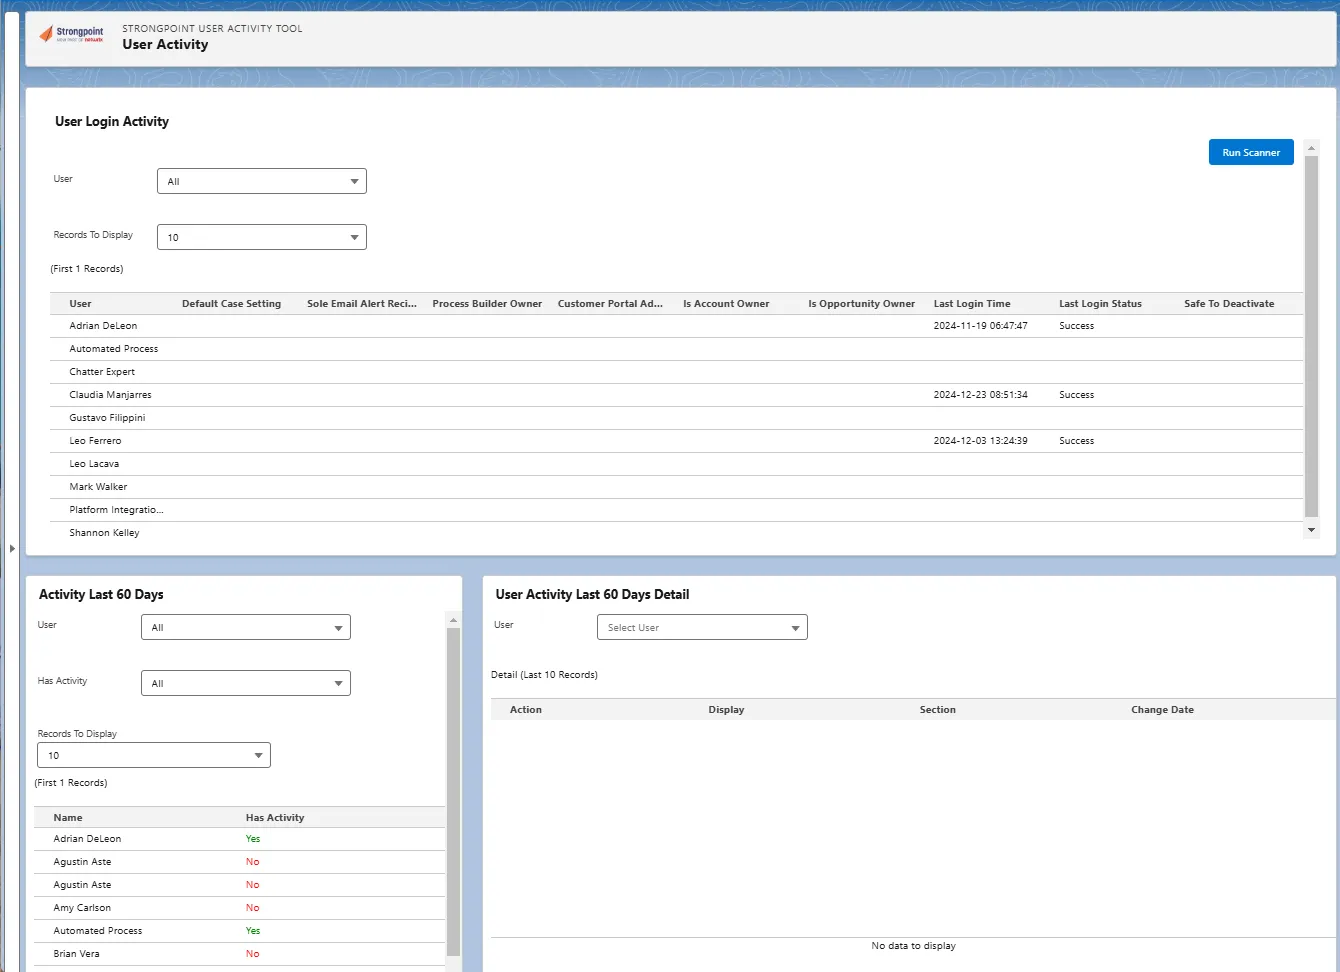 Strongpoint
STRONGPOINT USER ACTIVITY TOOL
User Activity
User Login Activity
Run Scanner
User All
Records To Display 10
(First 1 Records)
User Default Case Setting Sole Email Alert Reci... Process Builder Owner Customer Portal Ad... Is Account Owner Is Opportunity Owner Last Login Time Last Login Status Safe To Deactivate
Adrian DeLeon 2024-11-19 06:47:47 Success
Automated Process
Chatter Expert
Claudia Manjarres 2024-12-23 08:51:34 Success
Gustavo Filippini
Leo Ferrero 2024-12-03 13:24:39 Success
Leo Lacava
Mark Walker
Platform Integratio...
Shannon Kelley
Activity Last 60 Days
User All
Has Activity All
Records To Display
10
(First 1 Records)
Name Has Activity
Adrian DeLeon Yes
Agustin Aste No
Agustin Aste No
Amy Carlson No
Automated Process Yes
Brian Vera No
User Activity Last 60 Days Detail
User Select User
Detail (Last 10 Records)
Action Display Section Change Date
No data to display